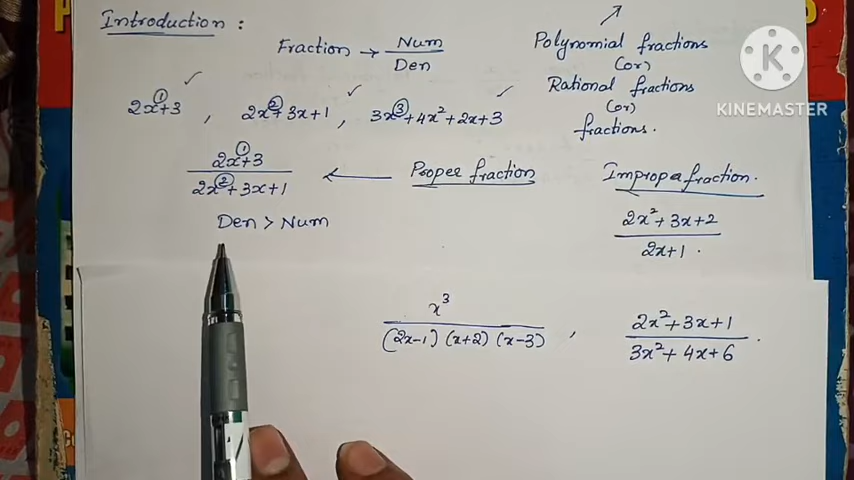 Introduction :
Fraction → Num / Den
Polynomial fractions
(or)
Rational fractions
(or)
fractions.
2x¹+3 , 2x²+3x+1 , 3x³+4x²+2x+3
2x¹+3 / 2x²+3x+1 ← Proper fraction
Den > Num
Improper fraction.
2x²+3x+2 / 2x+1 .
x³ / (2x-1) (x+2) (x-3) , 2x²+3x+1 / 3x²+4x+6 .
K
KINEMASTER